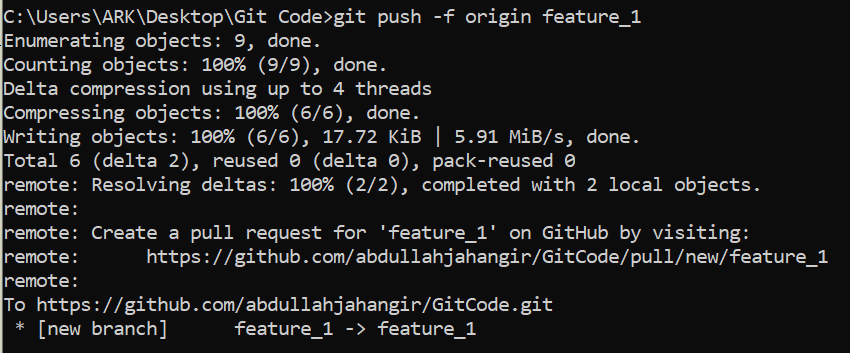 C:\Users\ARK\Desktop\Git Code>git push -f origin feature_1
Enumerating objects: 9, done.
Counting objects: 100% (9/9), done.
Delta compression using up to 4 threads
Compressing objects: 100% (6/6), done.
Writing objects: 100% (6/6), 17.72 KiB | 5.91 MiB/s, done.
Total 6 (delta 2), reused 0 (delta 0), pack-reused 0
remote: Resolving deltas: 100% (2/2), completed with 2 local objects.
remote:
remote: Create a pull request for 'feature_1' on GitHub by visiting:
remote:      https://github.com/abdullahjahangir/GitCode/pull/new/feature_1
remote:
To https://github.com/abdullahjahangir/GitCode.git
 * [new branch]      feature_1 -> feature_1